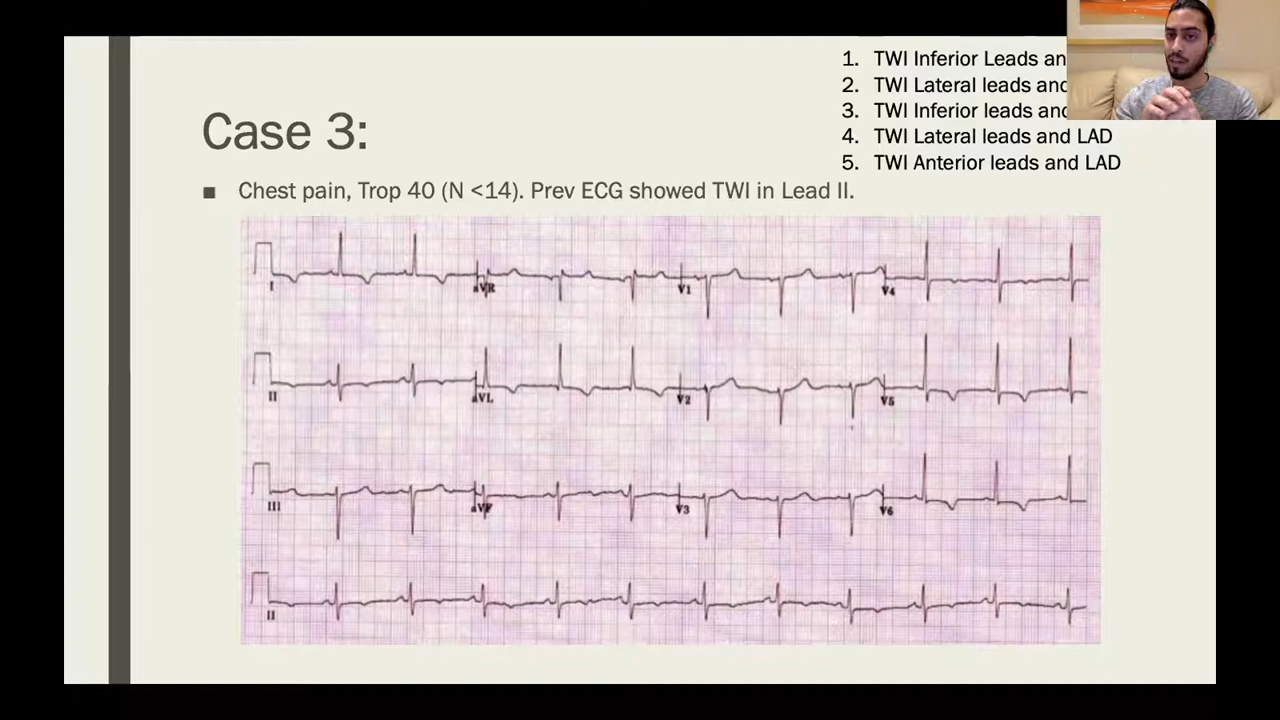 1. TWI Inferior Leads an
2. TWI Lateral leads and
3. TWI Inferior leads and
4. TWI Lateral leads and LAD
5. TWI Anterior leads and LAD
Case 3:
■ Chest pain, Trop 40 (N <14). Prev ECG showed TWI in Lead II.
I aVR V1 V4
II aVL V2 V5
III aVF V3 V6
II